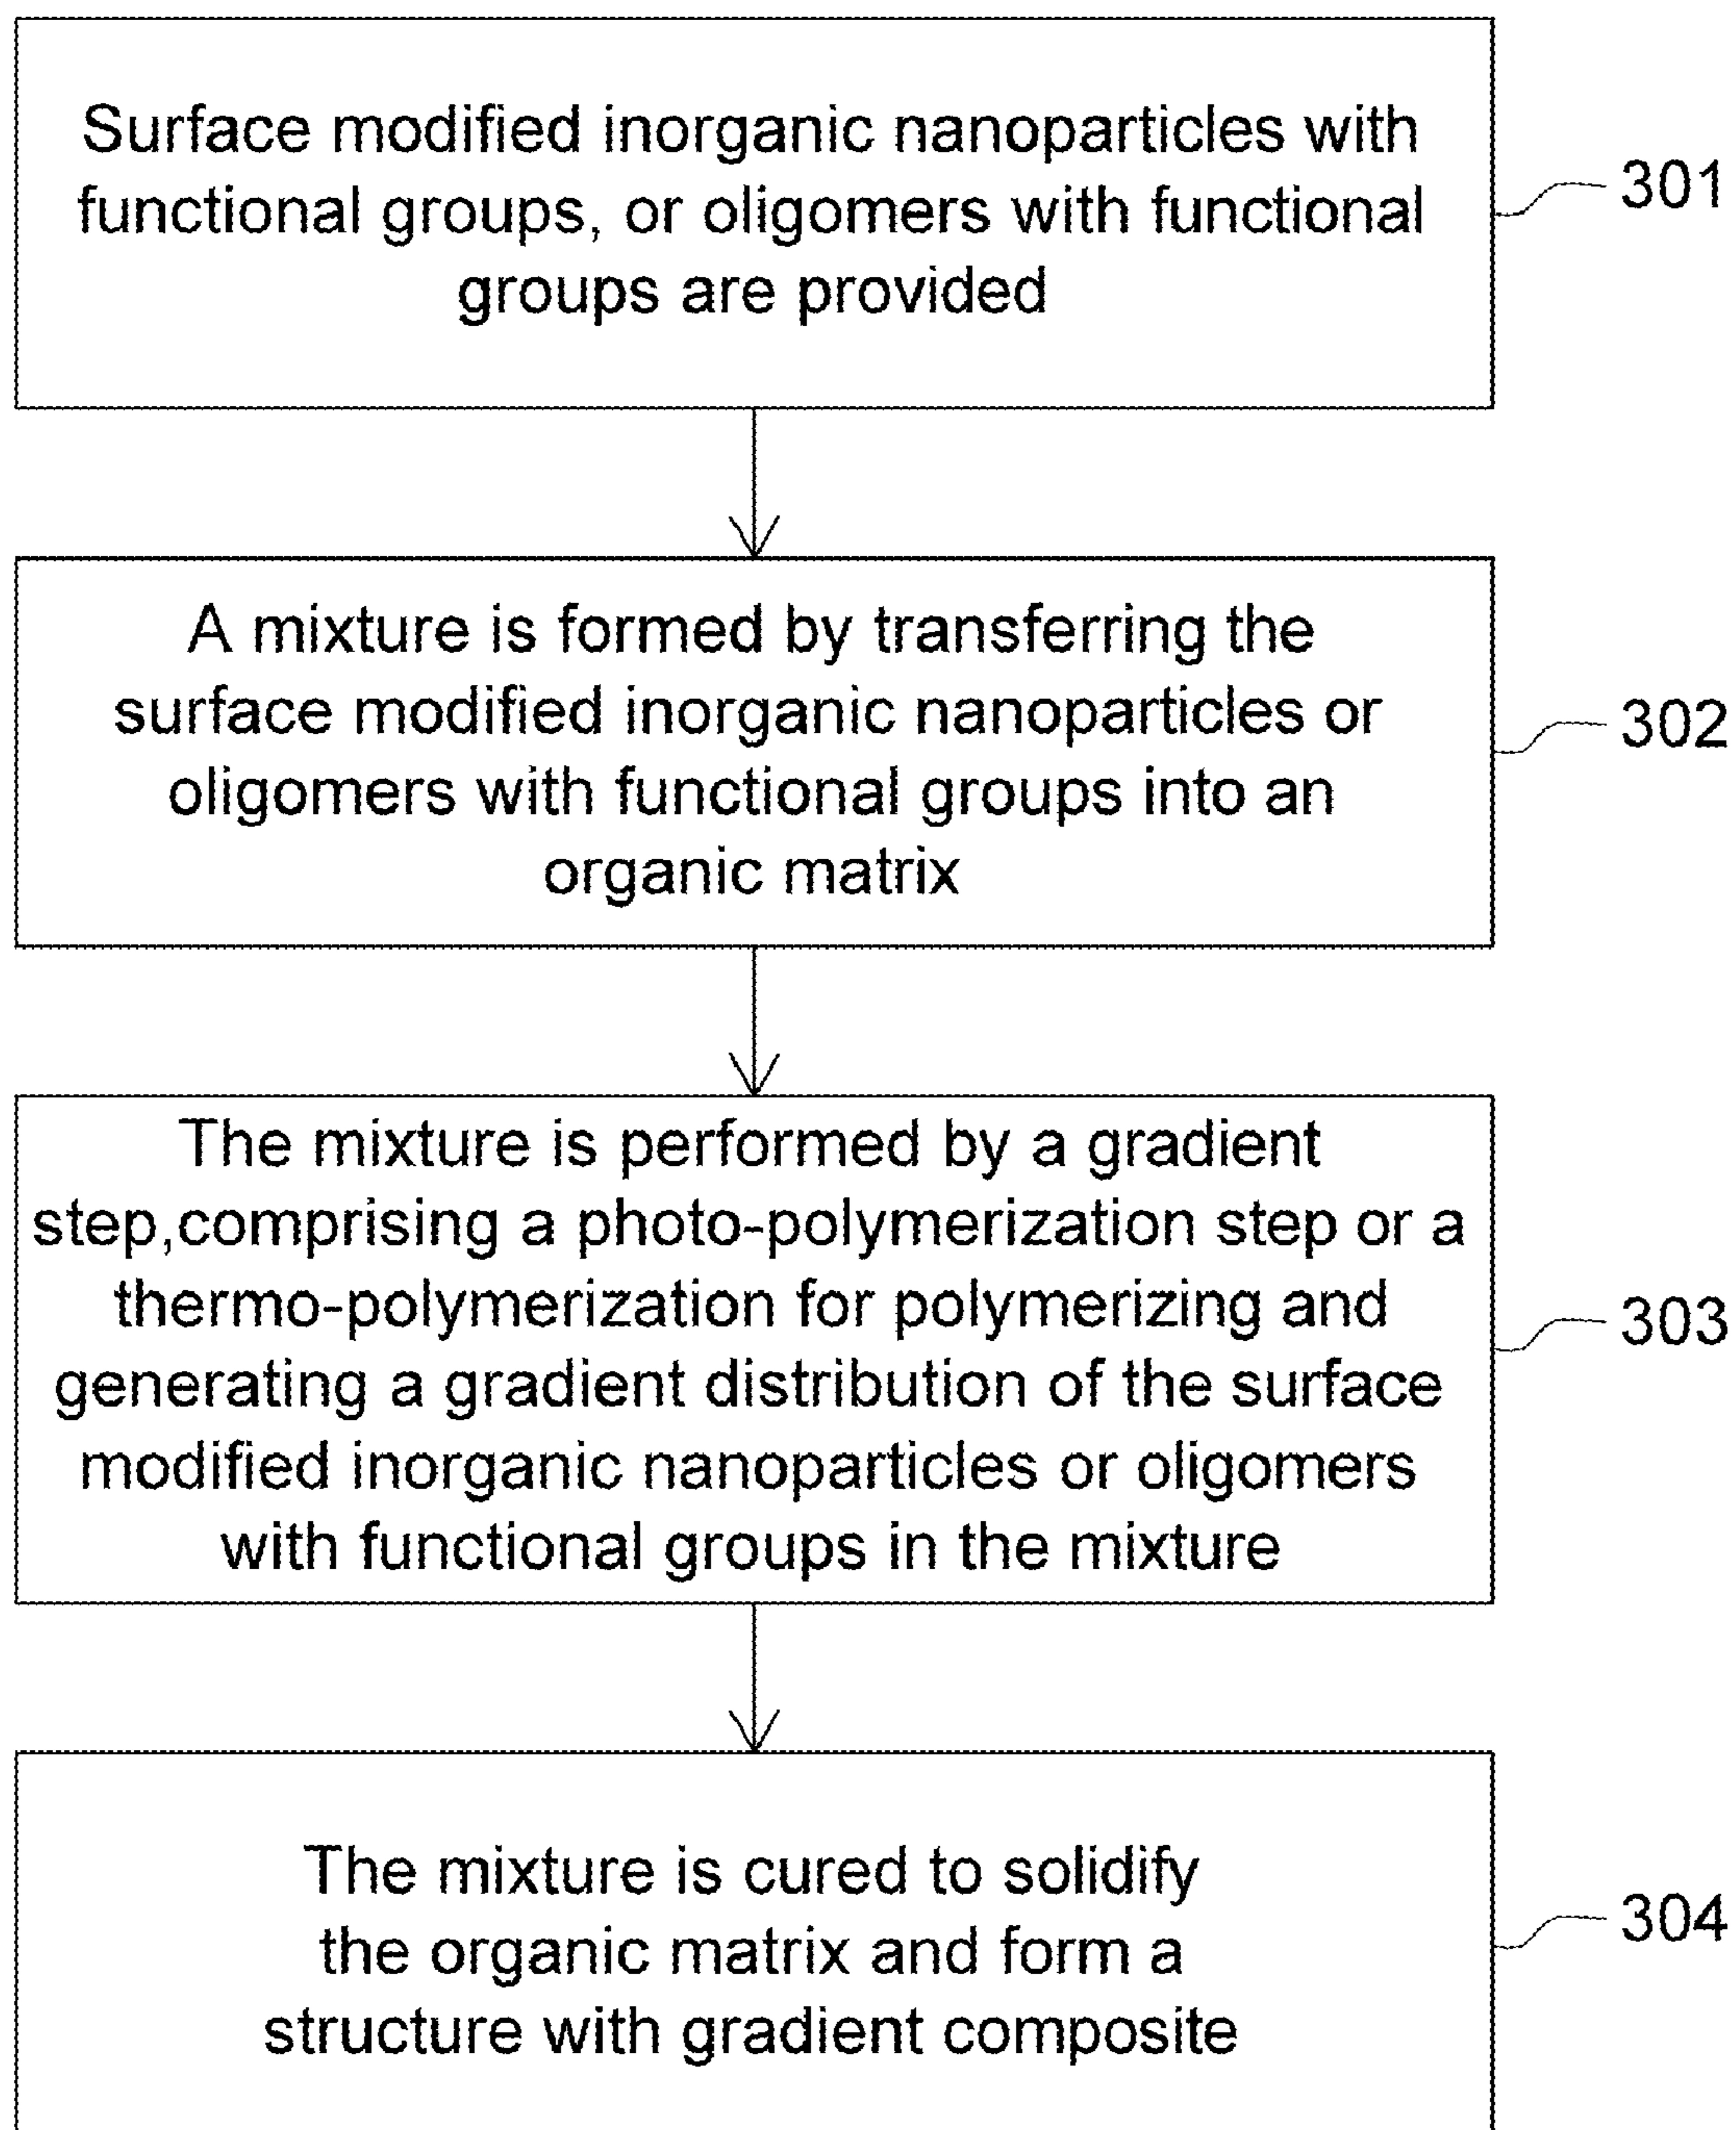 Surface modified inorganic nanoparticles with
functional groups, or oligomers with functional
groups are provided
301
A mixture is formed by transferring the
surface modified inorganic nanoparticles or
oligomers with functional groups into an
organic matrix
302
The mixture is performed by a gradient
step,comprising a photo-polymerization step or a
thermo-polymerization for polymerizing and
generating a gradient distribution of the surface
modified inorganic nanoparticles or oligomers
with functional groups in the mixture
303
The mixture is cured to solidify
the organic matrix and form a
structure with gradient composite
304